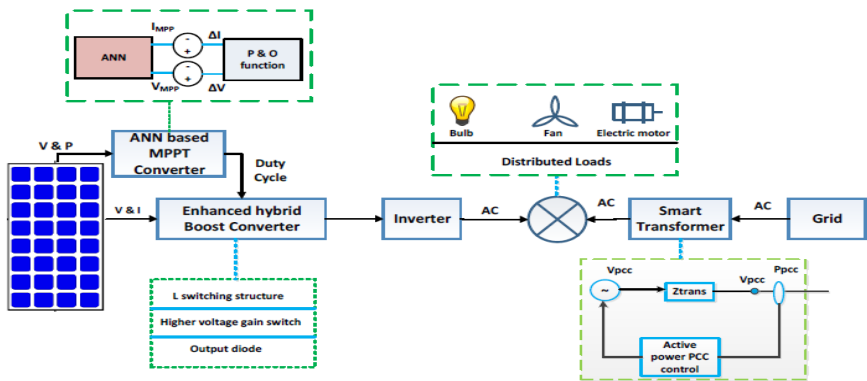 I MPP
ΔI
ANN
P & O
function
V MPP
ΔV
-
+
-
+
V & P
ANN based
MPPT
Converter
Duty
Cycle
Bulb
Fan
Electric motor
Distributed Loads
V & I
Enhanced hybrid
Boost Converter
Inverter
AC
AC
Smart
Transformer
AC
Grid
L switching structure
Higher voltage gain switch
Output diode
Vpcc
Ppcc
~
Ztrans
Vpcc
Active
power PCC
control